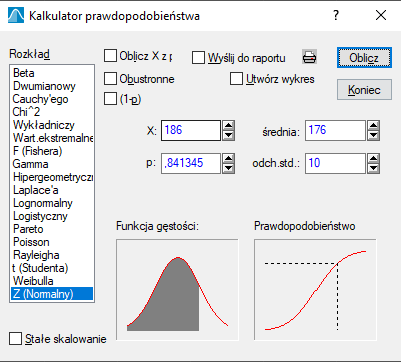 Kalkulator prawdopodobieństwa
Rozkład
Beta
Dwumianowy
Cauchy'ego
Chi^2
Wykładniczy
Wart.ekstremalne
F (Fishera)
Gamma
Hipergeometryczn
Laplace'a
Lognormalny
Logistyczny
Pareto
Poisson
Rayleigha
t (Studenta)
Weibulla
Z (Normalny)
Stałe skalowanie
Oblicz X z p
Wyślij do raportu
Oblicz
Obustronne
Utwórz wykres
Koniec
(1-p)
X: 186
średnia: 176
p: ,841345
odch.std.: 10
Funkcja gęstości:
Prawdopodobieństwo